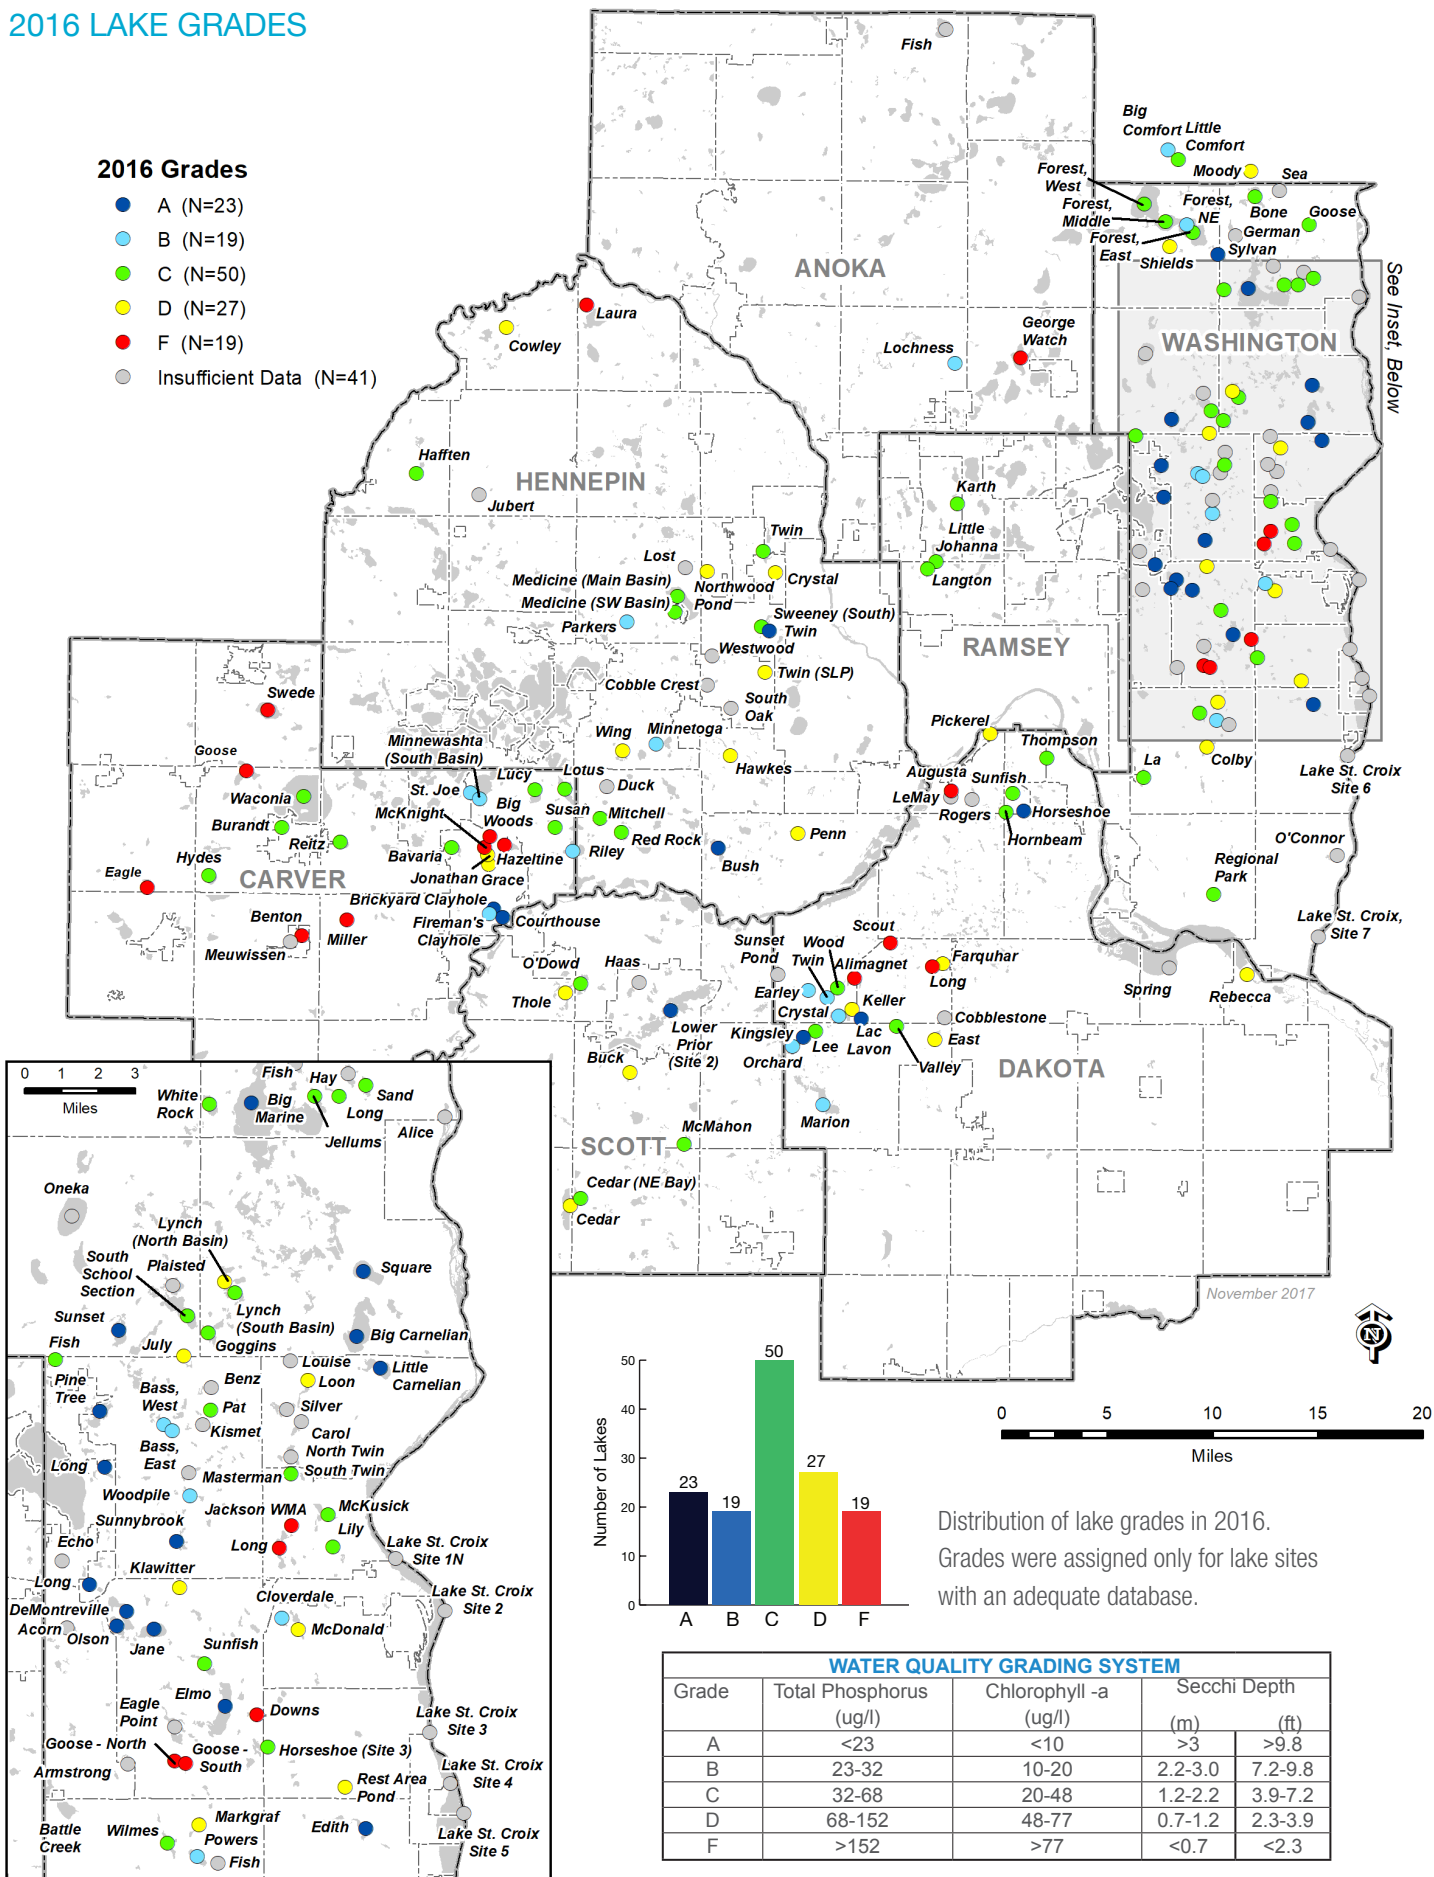 2016 LAKE GRADES
2016 Grades
A (N=23)
B (N=19)
C (N=50)
D (N=27)
F (N=19)
Insufficient Data (N=41)
Fish
Big
Comfort
Little
Comfort
Moody
Sea
Forest,
West
Forest,
Middle
Forest,
NE
Forest,
East
Bone
Goose
German
Sylvan
Shields
ANOKA
See Inset, Below
WASHINGTON
Laura
Cowley
George
Watch
Lochness
HENNEPIN
Hafften
Jubert
Karth
Little
Johanna
Langton
Twin
Lost
Crystal
Northwood
Pond
Medicine (Main Basin)
Medicine (SW Basin)
Parkers
Sweeney (South)
Twin
Westwood
Twin (SLP)
Cobble Crest
South
Oak
RAMSEY
Swede
Wing
Minnetoga
Hawkes
Pickerel
Thompson
La
Colby
Lake St. Croix
Site 6
Goose
Minnewashta
(South Basin)
Lucy
Lotus
Duck
Augusta
Sunfish
LeMay
Rogers
Horseshoe
Hornbeam
Waconia
St. Joe
Big
Woods
McKnight
Susan
Mitchell
Red Rock
Penn
Burandt
Reitz
Bavaria
Hazeltine
Riley
Bush
Hydes
Jonathan
Grace
O'Connor
Regional
Park
Eagle
CARVER
Brickyard Clayhole
Fireman's
Clayhole
Courthouse
Benton
Miller
Meuwissen
Lake St. Croix,
Site 7
O'Dowd
Haas
Thole
Sunset
Pond
Wood
Twin
Scout
Alimagnet
Farquhar
Long
Earley
Crystal
Keller
Spring
Rebecca
Lower
Prior
(Site 2)
Kingsley
Lee
Lac
Lavon
Cobblestone
East
Orchard
Valley
Buck
DAKOTA
Marion
SCOTT
McMahon
Cedar (NE Bay)
Cedar
November 2017
N
0 1 2 3
Miles
Fish
Hay
White
Rock
Big
Marine
Sand
Long
Jellums
Alice
Oneka
Lynch
(North Basin)
South
School
Section
Plaisted
Square
Sunset
Lynch
(South Basin)
Big Carnelian
Fish
July
Goggins
Louise
Little
Carnelian
Pine
Tree
Bass,
West
Benz
Loon
Pat
Silver
Kismet
Carol
Bass,
East
North Twin
Long
Masterman
South Twin
Woodpile
Jackson WMA
McKusick
Sunnybrook
Long
Lily
Echo
Klawitter
Lake St. Croix
Site 1N
Long
Cloverdale
Lake St. Croix
Site 2
DeMontreville
Acorn
Olson
Jane
McDonald
Sunfish
Elmo
Downs
Eagle
Point
Lake St. Croix
Site 3
Goose - North
Goose -
South
Horseshoe (Site 3)
Armstrong
Lake St. Croix
Site 4
Rest Area
Pond
Markgraf
Battle
Creek
Wilmes
Powers
Edith
Fish
Lake St. Croix
Site 5
Number of Lakes
50
40
30
20
10
0
23
19
50
27
19
A B C D F
0 5 10 15 20
Miles
Distribution of lake grades in 2016.
Grades were assigned only for lake sites
with an adequate database.
WATER QUALITY GRADING SYSTEM
Grade Total Phosphorus Chlorophyll -a Secchi Depth
(ug/l) (ug/l) (m) (ft)
A <23 <10 >3 >9.8
B 23-32 10-20 2.2-3.0 7.2-9.8
C 32-68 20-48 1.2-2.2 3.9-7.2
D 68-152 48-77 0.7-1.2 2.3-3.9
F >152 >77 <0.7 <2.3